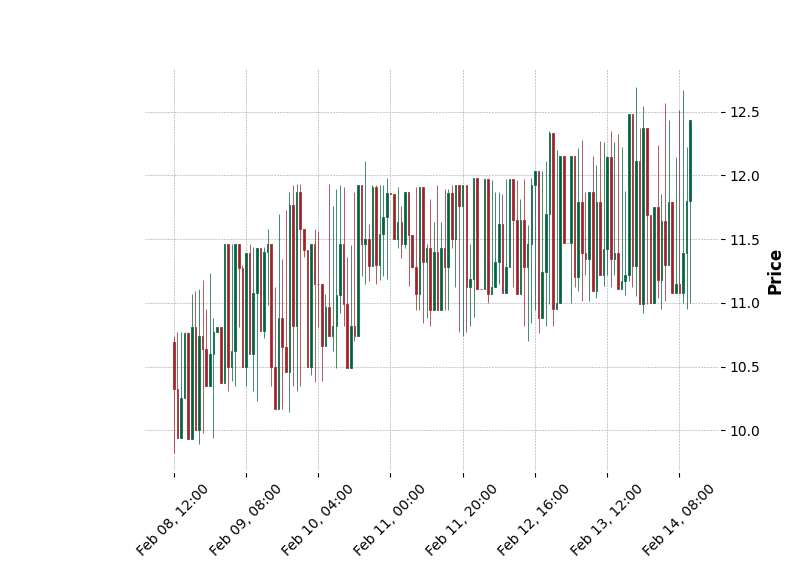 12.5
12.0
11.5
11.0
10.5
10.0
Price
Feb 08, 12:00
Feb 09, 08:00
Feb 10, 04:00
Feb 11, 00:00
Feb 11, 20:00
Feb 12, 16:00
Feb 13, 12:00
Feb 14, 08:00